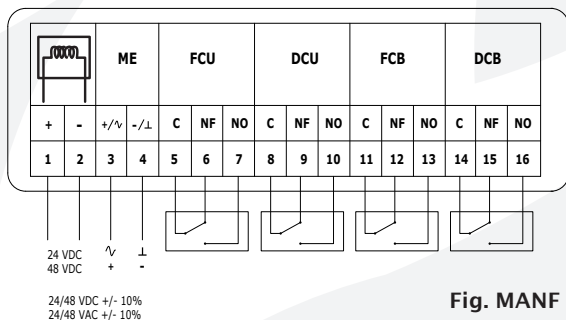 ME FCU DCU FCB DCB
+ - +/∿ -/⊥ C NF NO C NF NO C NF NO C NF NO
1 2 3 4 5 6 7 8 9 10 11 12 13 14 15 16
24 VDC ∿ ⊥
48 VDC + -
24/48 VDC +/- 10%
24/48 VAC +/- 10%
Fig. MANF